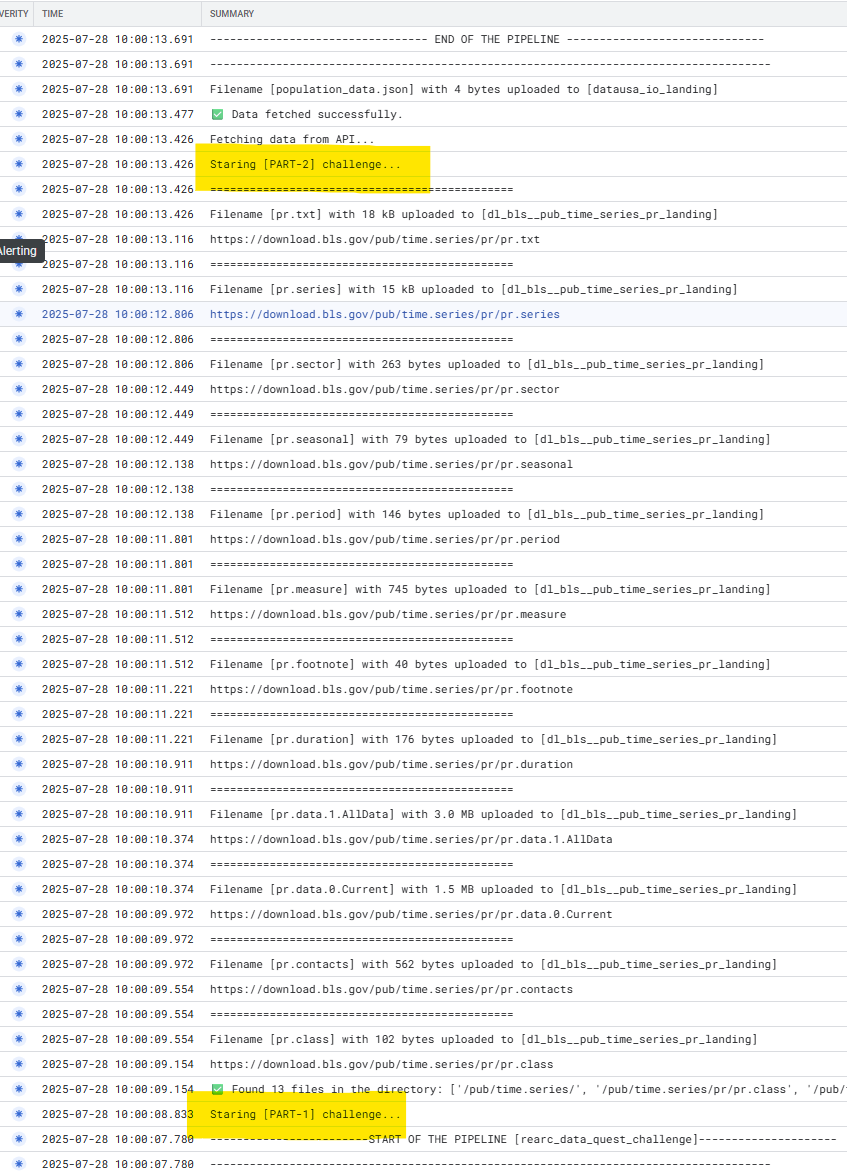 VERITY TIME SUMMARY
2025-07-28 10:00:13.691 --------------------------------- END OF THE PIPELINE ------------------------------
2025-07-28 10:00:13.691 -------------------------------------------------------------------------------------
2025-07-28 10:00:13.691 Filename [population_data.json] with 4 bytes uploaded to [datausa_io_landing]
2025-07-28 10:00:13.477 ✅ Data fetched successfully.
2025-07-28 10:00:13.426 Fetching data from API...
2025-07-28 10:00:13.426 Staring [PART-2] challenge...
2025-07-28 10:00:13.426 ==============================================
2025-07-28 10:00:13.426 Filename [pr.txt] with 18 kB uploaded to [dl_bls__pub_time_series_pr_landing]
2025-07-28 10:00:13.116 https://download.bls.gov/pub/time.series/pr/pr.txt
Alerting
2025-07-28 10:00:13.116 ==============================================
2025-07-28 10:00:13.116 Filename [pr.series] with 15 kB uploaded to [dl_bls__pub_time_series_pr_landing]
2025-07-28 10:00:12.806 https://download.bls.gov/pub/time.series/pr/pr.series
2025-07-28 10:00:12.806 ==============================================
2025-07-28 10:00:12.806 Filename [pr.sector] with 263 bytes uploaded to [dl_bls__pub_time_series_pr_landing]
2025-07-28 10:00:12.449 https://download.bls.gov/pub/time.series/pr/pr.sector
2025-07-28 10:00:12.449 ==============================================
2025-07-28 10:00:12.449 Filename [pr.seasonal] with 79 bytes uploaded to [dl_bls__pub_time_series_pr_landing]
2025-07-28 10:00:12.138 https://download.bls.gov/pub/time.series/pr/pr.seasonal
2025-07-28 10:00:12.138 ==============================================
2025-07-28 10:00:12.138 Filename [pr.period] with 146 bytes uploaded to [dl_bls__pub_time_series_pr_landing]
2025-07-28 10:00:11.801 https://download.bls.gov/pub/time.series/pr/pr.period
2025-07-28 10:00:11.801 ==============================================
2025-07-28 10:00:11.801 Filename [pr.measure] with 745 bytes uploaded to [dl_bls__pub_time_series_pr_landing]
2025-07-28 10:00:11.512 https://download.bls.gov/pub/time.series/pr/pr.measure
2025-07-28 10:00:11.512 ==============================================
2025-07-28 10:00:11.512 Filename [pr.footnote] with 40 bytes uploaded to [dl_bls__pub_time_series_pr_landing]
2025-07-28 10:00:11.221 https://download.bls.gov/pub/time.series/pr/pr.footnote
2025-07-28 10:00:11.221 ==============================================
2025-07-28 10:00:11.221 Filename [pr.duration] with 176 bytes uploaded to [dl_bls__pub_time_series_pr_landing]
2025-07-28 10:00:10.911 https://download.bls.gov/pub/time.series/pr/pr.duration
2025-07-28 10:00:10.911 ==============================================
2025-07-28 10:00:10.911 Filename [pr.data.1.AllData] with 3.0 MB uploaded to [dl_bls__pub_time_series_pr_landing]
2025-07-28 10:00:10.374 https://download.bls.gov/pub/time.series/pr/pr.data.1.AllData
2025-07-28 10:00:10.374 ==============================================
2025-07-28 10:00:10.374 Filename [pr.data.0.Current] with 1.5 MB uploaded to [dl_bls__pub_time_series_pr_landing]
2025-07-28 10:00:09.972 https://download.bls.gov/pub/time.series/pr/pr.data.0.Current
2025-07-28 10:00:09.972 ==============================================
2025-07-28 10:00:09.972 Filename [pr.contacts] with 562 bytes uploaded to [dl_bls__pub_time_series_pr_landing]
2025-07-28 10:00:09.554 https://download.bls.gov/pub/time.series/pr/pr.contacts
2025-07-28 10:00:09.554 ==============================================
2025-07-28 10:00:09.554 Filename [pr.class] with 102 bytes uploaded to [dl_bls__pub_time_series_pr_landing]
2025-07-28 10:00:09.154 https://download.bls.gov/pub/time.series/pr/pr.class
2025-07-28 10:00:09.154 ✅ Found 13 files in the directory: ['/pub/time.series/', '/pub/time.series/pr/pr.class', '/pub/t
2025-07-28 10:00:08.833 Staring [PART-1] challenge...
2025-07-28 10:00:07.780 ------------------------START OF THE PIPELINE [rearc_data_quest_challenge]---------------------
2025-07-28 10:00:07.780 -------------------------------------------------------------------------------------